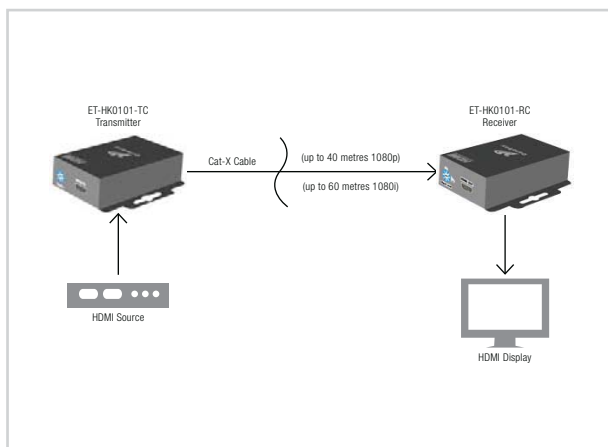 ET-HK0101-TC
Transmitter
ET-HK0101-RC
Receiver
Cat-X Cable
(up to 40 metres 1080p)
(up to 60 metres 1080i)
HDMI Source
HDMI Display